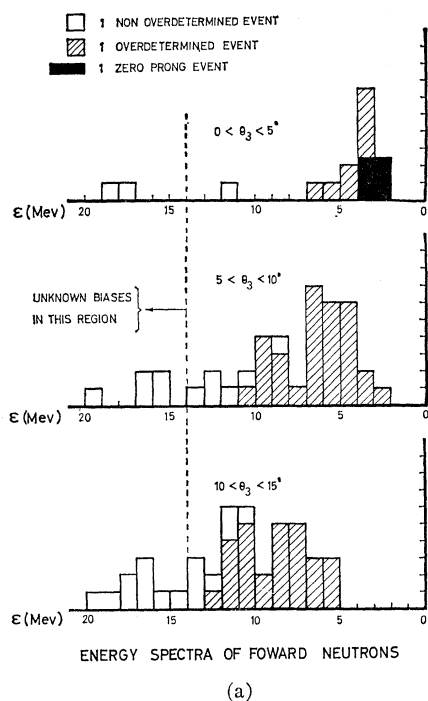 1 NON OVERDETERMINED EVENT
1 OVERDETERMINED EVENT
1 ZERO PRONG EVENT
0 < θ₃ < 5°
ε(Mev) 20 15 10 5 0
5 < θ₃ < 10°
UNKNOWN BIASES
IN THIS REGION
ε(Mev) 20 15 10 5 0
10 < θ₃ < 15°
ε(Mev) 20 15 10 5 0
ENERGY SPECTRA OF FOWARD NEUTRONS
(a)